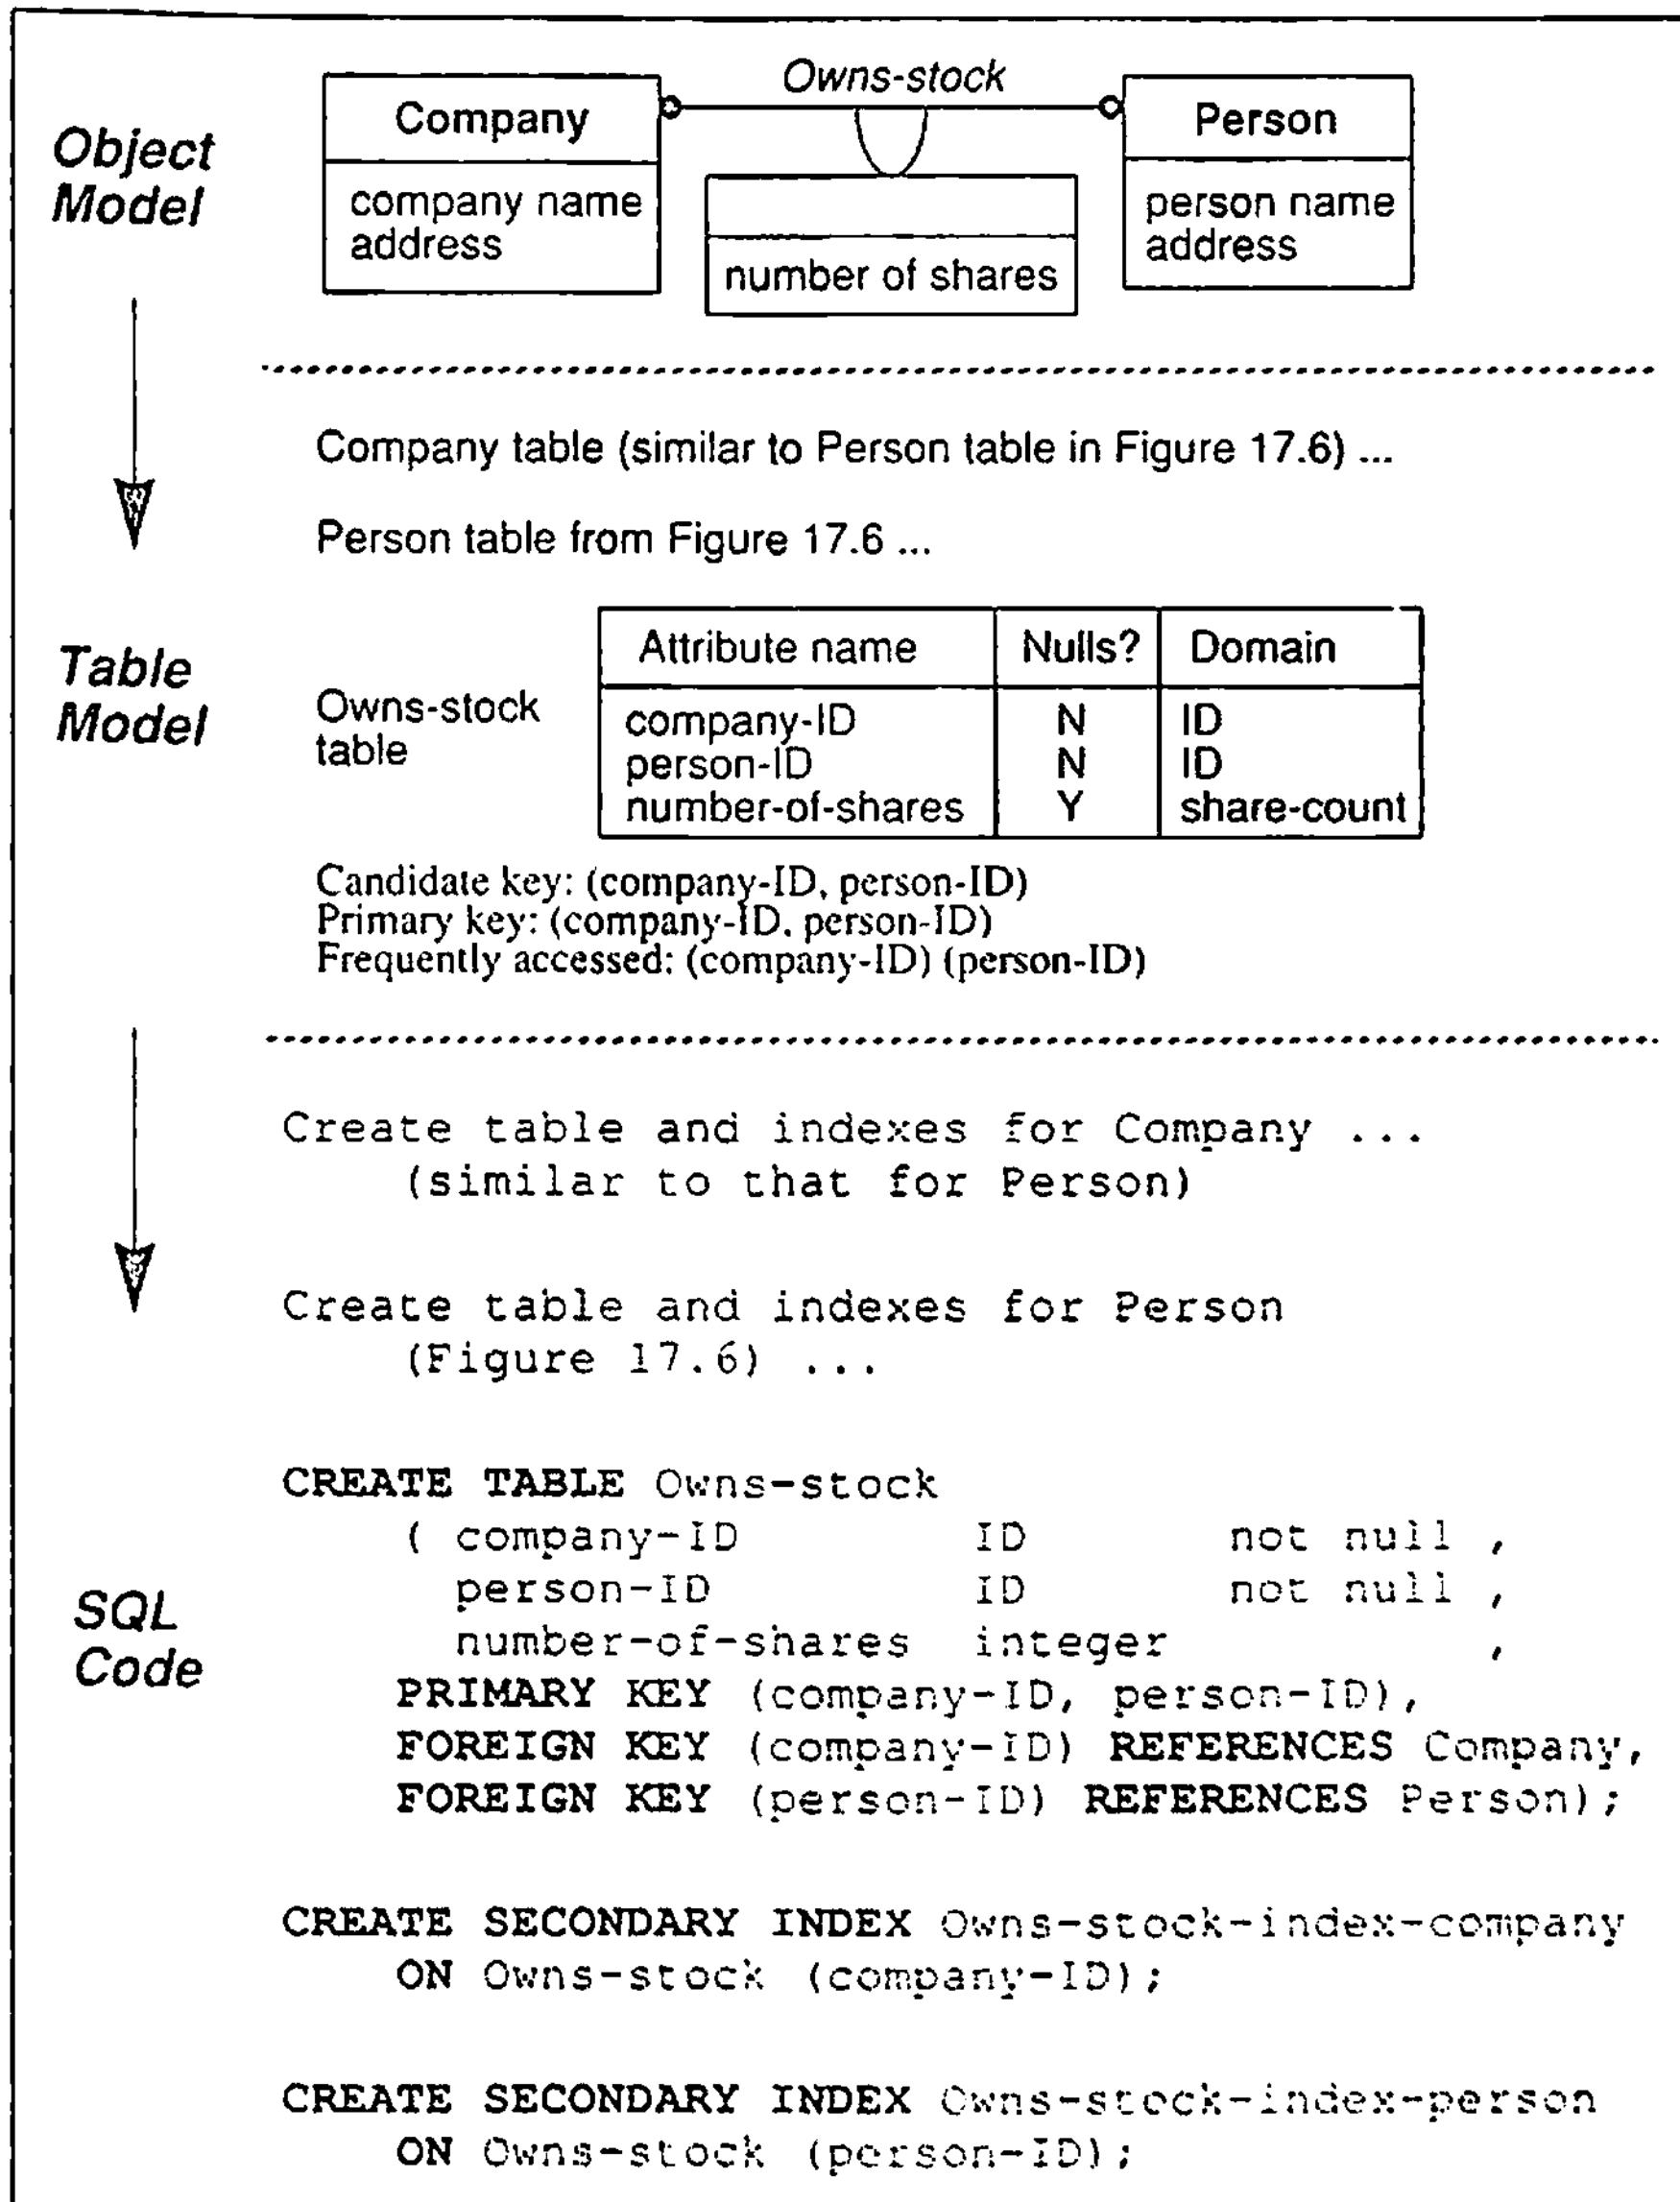 Object
Model
Owns-stock
Company
Person
company name
address
number of shares
person name
address
Company table (similar to Person table in Figure 17.6) ...
Person table from Figure 17.6 ...
Table
Model
Owns-stock
table
Attribute name Nulls? Domain
company-ID N ID
person-ID N ID
number-of-shares Y share-count
Candidate key: (company-ID, person-ID)
Primary key: (company-ID, person-ID)
Frequently accessed: (company-ID) (person-ID)
SQL
Code
Create table and indexes for Company ...
(similar to that for Person)
Create table and indexes for Person
(Figure 17.6) ...
CREATE TABLE Owns-stock
( company-ID ID not null ,
person-ID ID not null ,
number-of-shares integer ,
PRIMARY KEY (company-ID, person-ID),
FOREIGN KEY (company-ID) REFERENCES Company,
FOREIGN KEY (person-ID) REFERENCES Person);
CREATE SECONDARY INDEX Owns-stock-index-company
ON Owns-stock (company-ID);
CREATE SECONDARY INDEX Owns-stock-index-person
ON Owns-stock (person-ID);